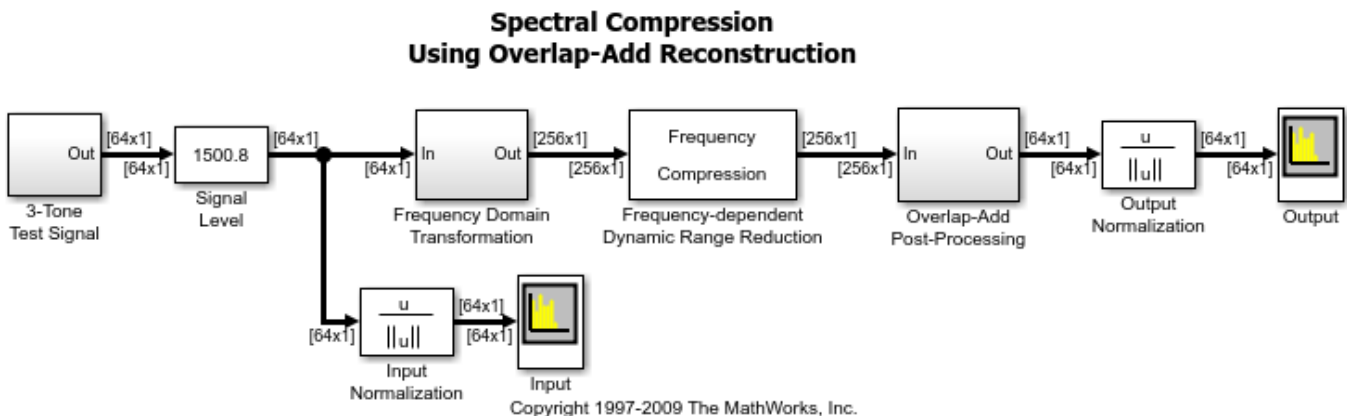 Spectral Compression
Using Overlap-Add Reconstruction
Out
[64x1]
[64x1]
1500.8
[64x1]
[64x1]
In
Out
[256x1]
[256x1]
Frequency
Compression
[256x1]
[256x1]
In
Out
[64x1]
[64x1]
u
||u||
[64x1]
[64x1]
3-Tone
Test Signal
Signal
Level
Frequency Domain
Transformation
Frequency-dependent
Dynamic Range Reduction
Overlap-Add
Post-Processing
Output
Normalization
Output
[64x1]
u
||u||
[64x1]
[64x1]
Input
Normalization
Input
Copyright 1997-2009 The MathWorks, Inc.